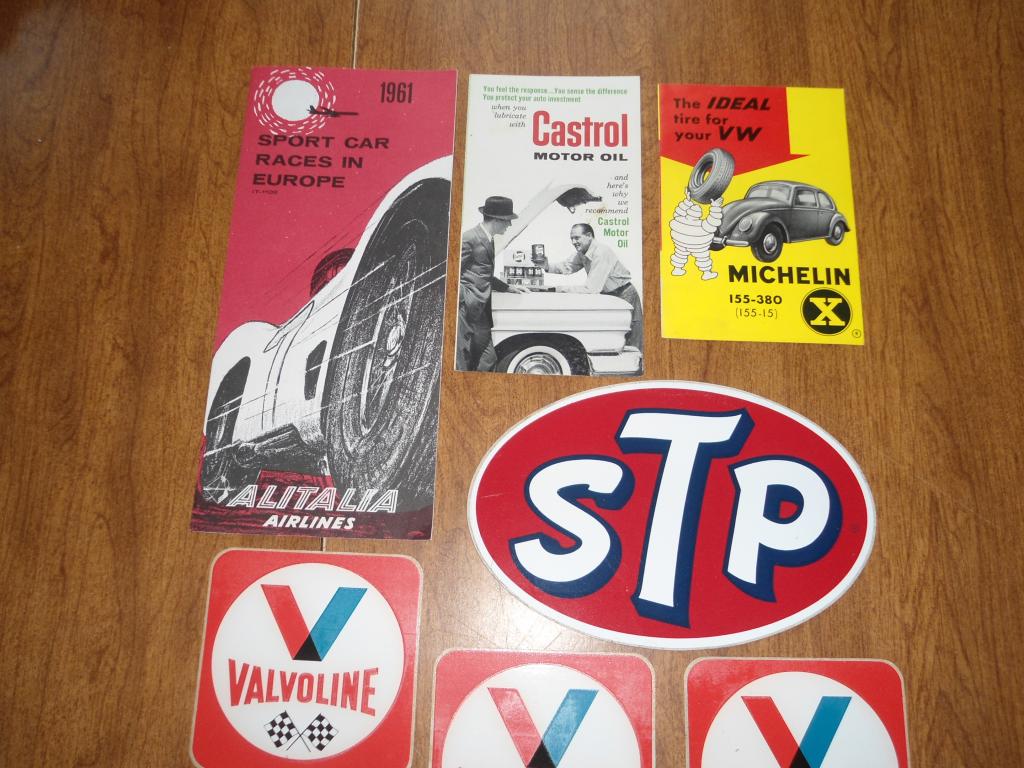 1961
SPORT CAR
RACES IN
EUROPE
ALITALIA
AIRLINES
You feel the response...You sense the difference
You protect your auto investment
when you
lubricate
with
Castrol
MOTOR OIL
and
here's
why
we
recommend
Castrol
Motor
Oil
The IDEAL
tire for
your VW
MICHELIN
155-380
(155-15)
X
®
STP
V
VALVOLINE
V
V